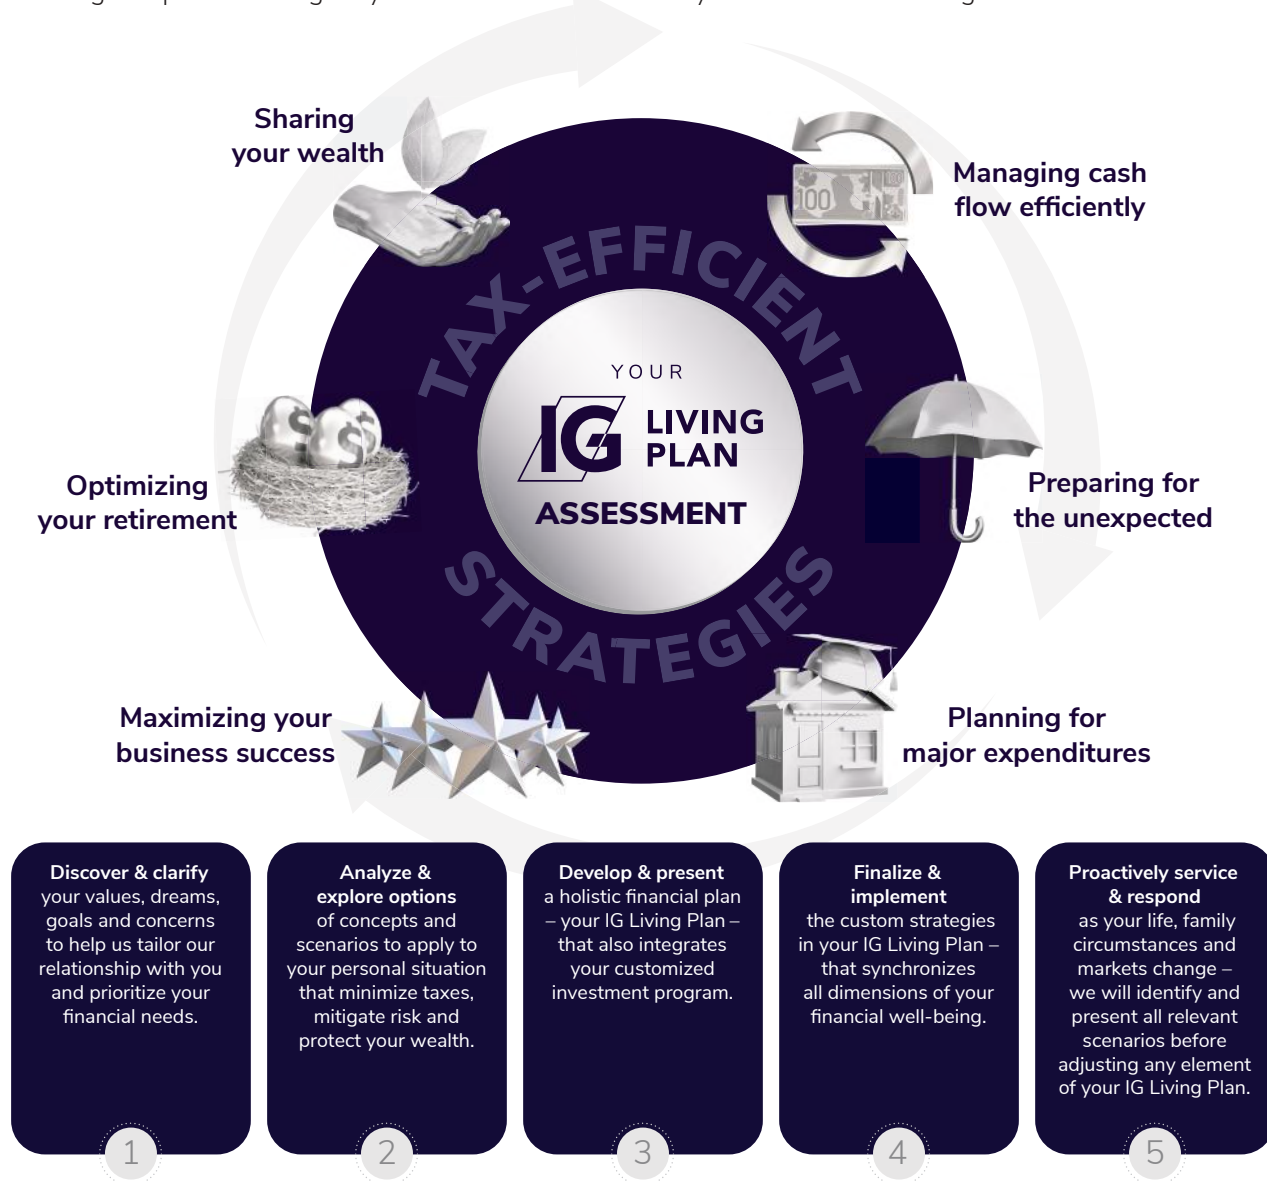 Sharing
your wealth
Managing cash
flow efficiently
100
TAX-EFFICIENT
YOUR
IG LIVING
PLAN
ASSESSMENT
$ $ $
Optimizing
your retirement
Preparing for
the unexpected
STRATEGIES
Maximizing your
business success
Planning for
major expenditures
Discover & clarify
your values, dreams,
goals and concerns
to help us tailor our
relationship with you
and prioritize your
financial needs.
1
Analyze &
explore options
of concepts and
scenarios to apply to
your personal situation
that minimize taxes,
mitigate risk and
protect your wealth.
2
Develop & present
a holistic financial plan
– your IG Living Plan –
that also integrates
your customized
investment program.
3
Finalize &
implement
the custom strategies
in your IG Living Plan –
that synchronizes
all dimensions of your
financial well-being.
4
Proactively service
& respond
as your life, family
circumstances and
markets change –
we will identify and
present all relevant
scenarios before
adjusting any element
of your IG Living Plan.
5